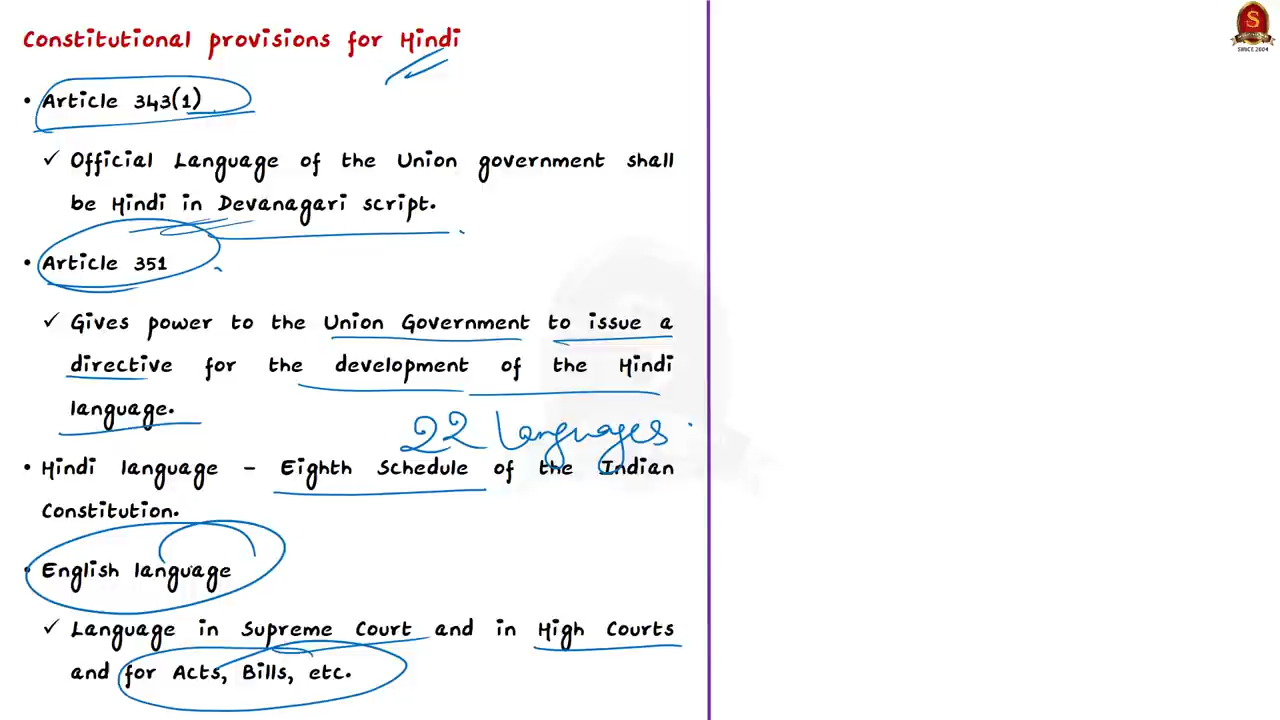 Constitutional provisions for Hindi
• Article 343(1)
✓ Official Language of the Union government shall
be Hindi in Devanagari script.
• Article 351
✓ Gives power to the Union Government to issue a
directive for the development of the Hindi
language.
22 languages
• Hindi language - Eighth Schedule of the Indian
Constitution.
• English language
✓ Language in Supreme Court and in High Courts
and for Acts, Bills, etc.
S
SINCE 2004